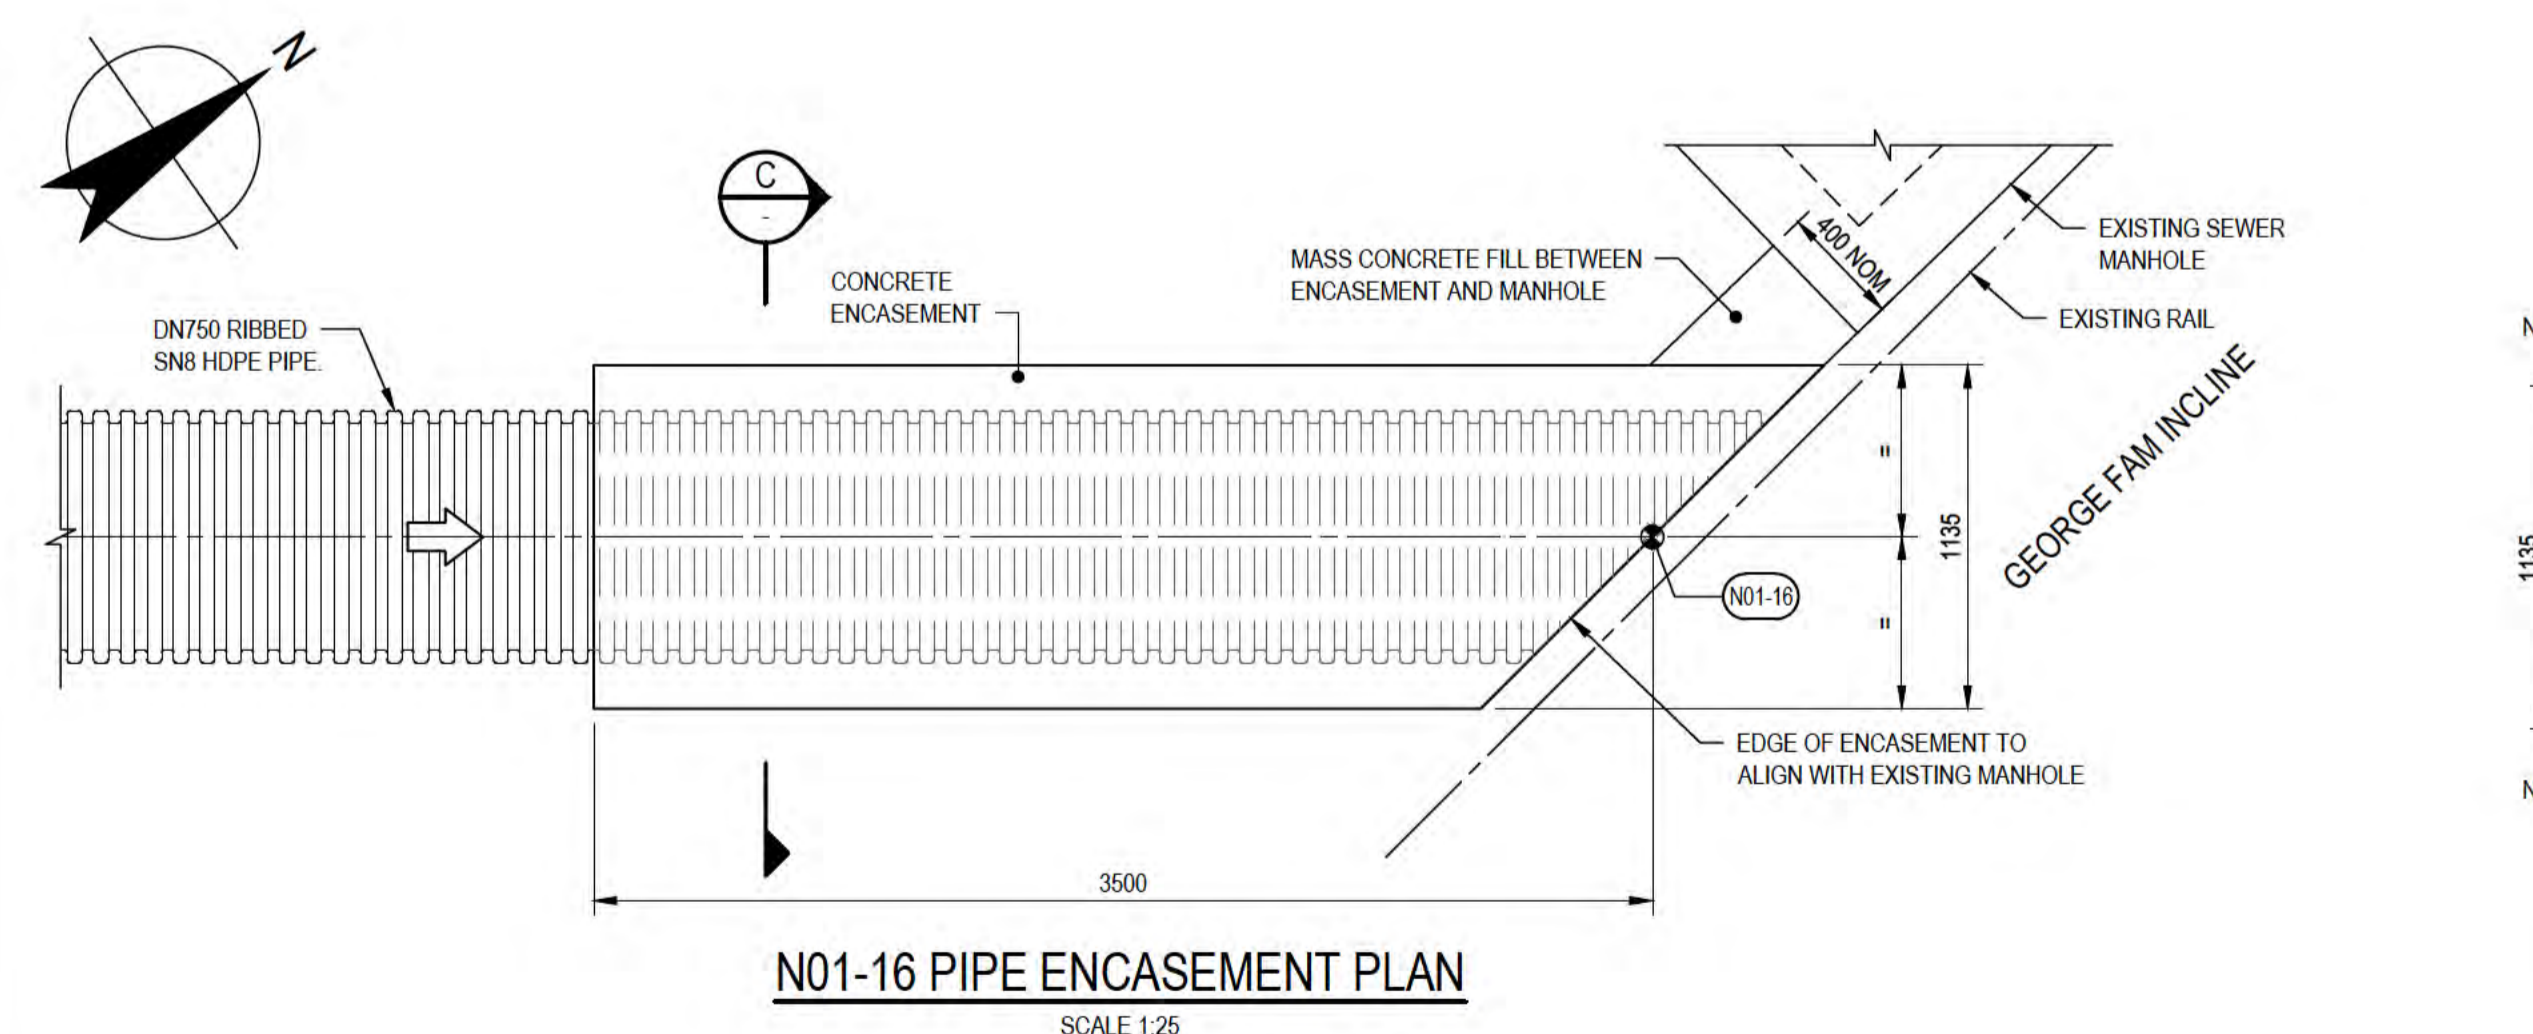 N
C
-
CONCRETE
ENCASEMENT
DN750 RIBBED
SN8 HDPE PIPE.
MASS CONCRETE FILL BETWEEN
ENCASEMENT AND MANHOLE
400 NOM
EXISTING SEWER
MANHOLE
EXISTING RAIL
GEORGE FAM INCLINE
=
1135
=
N01-16
EDGE OF ENCASEMENT TO
ALIGN WITH EXISTING MANHOLE
3500
N01-16 PIPE ENCASEMENT PLAN
SCALE 1:25
N
1135
N